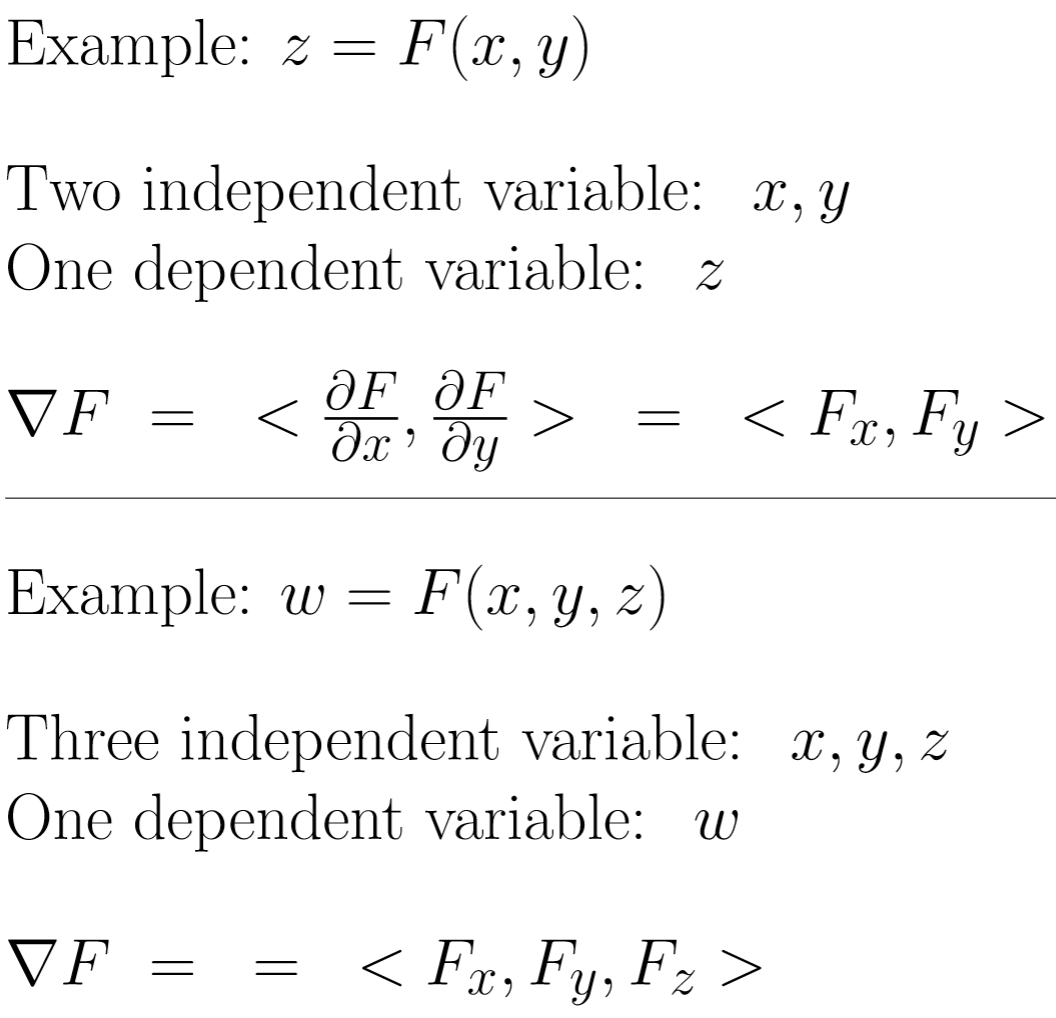 Example: z = F(x, y)
Two independent variable: x, y
One dependent variable: z
∇F = < ∂F/∂x, ∂F/∂y > = < F_x, F_y >
Example: w = F(x, y, z)
Three independent variable: x, y, z
One dependent variable: w
∇F = = < F_x, F_y, F_z >